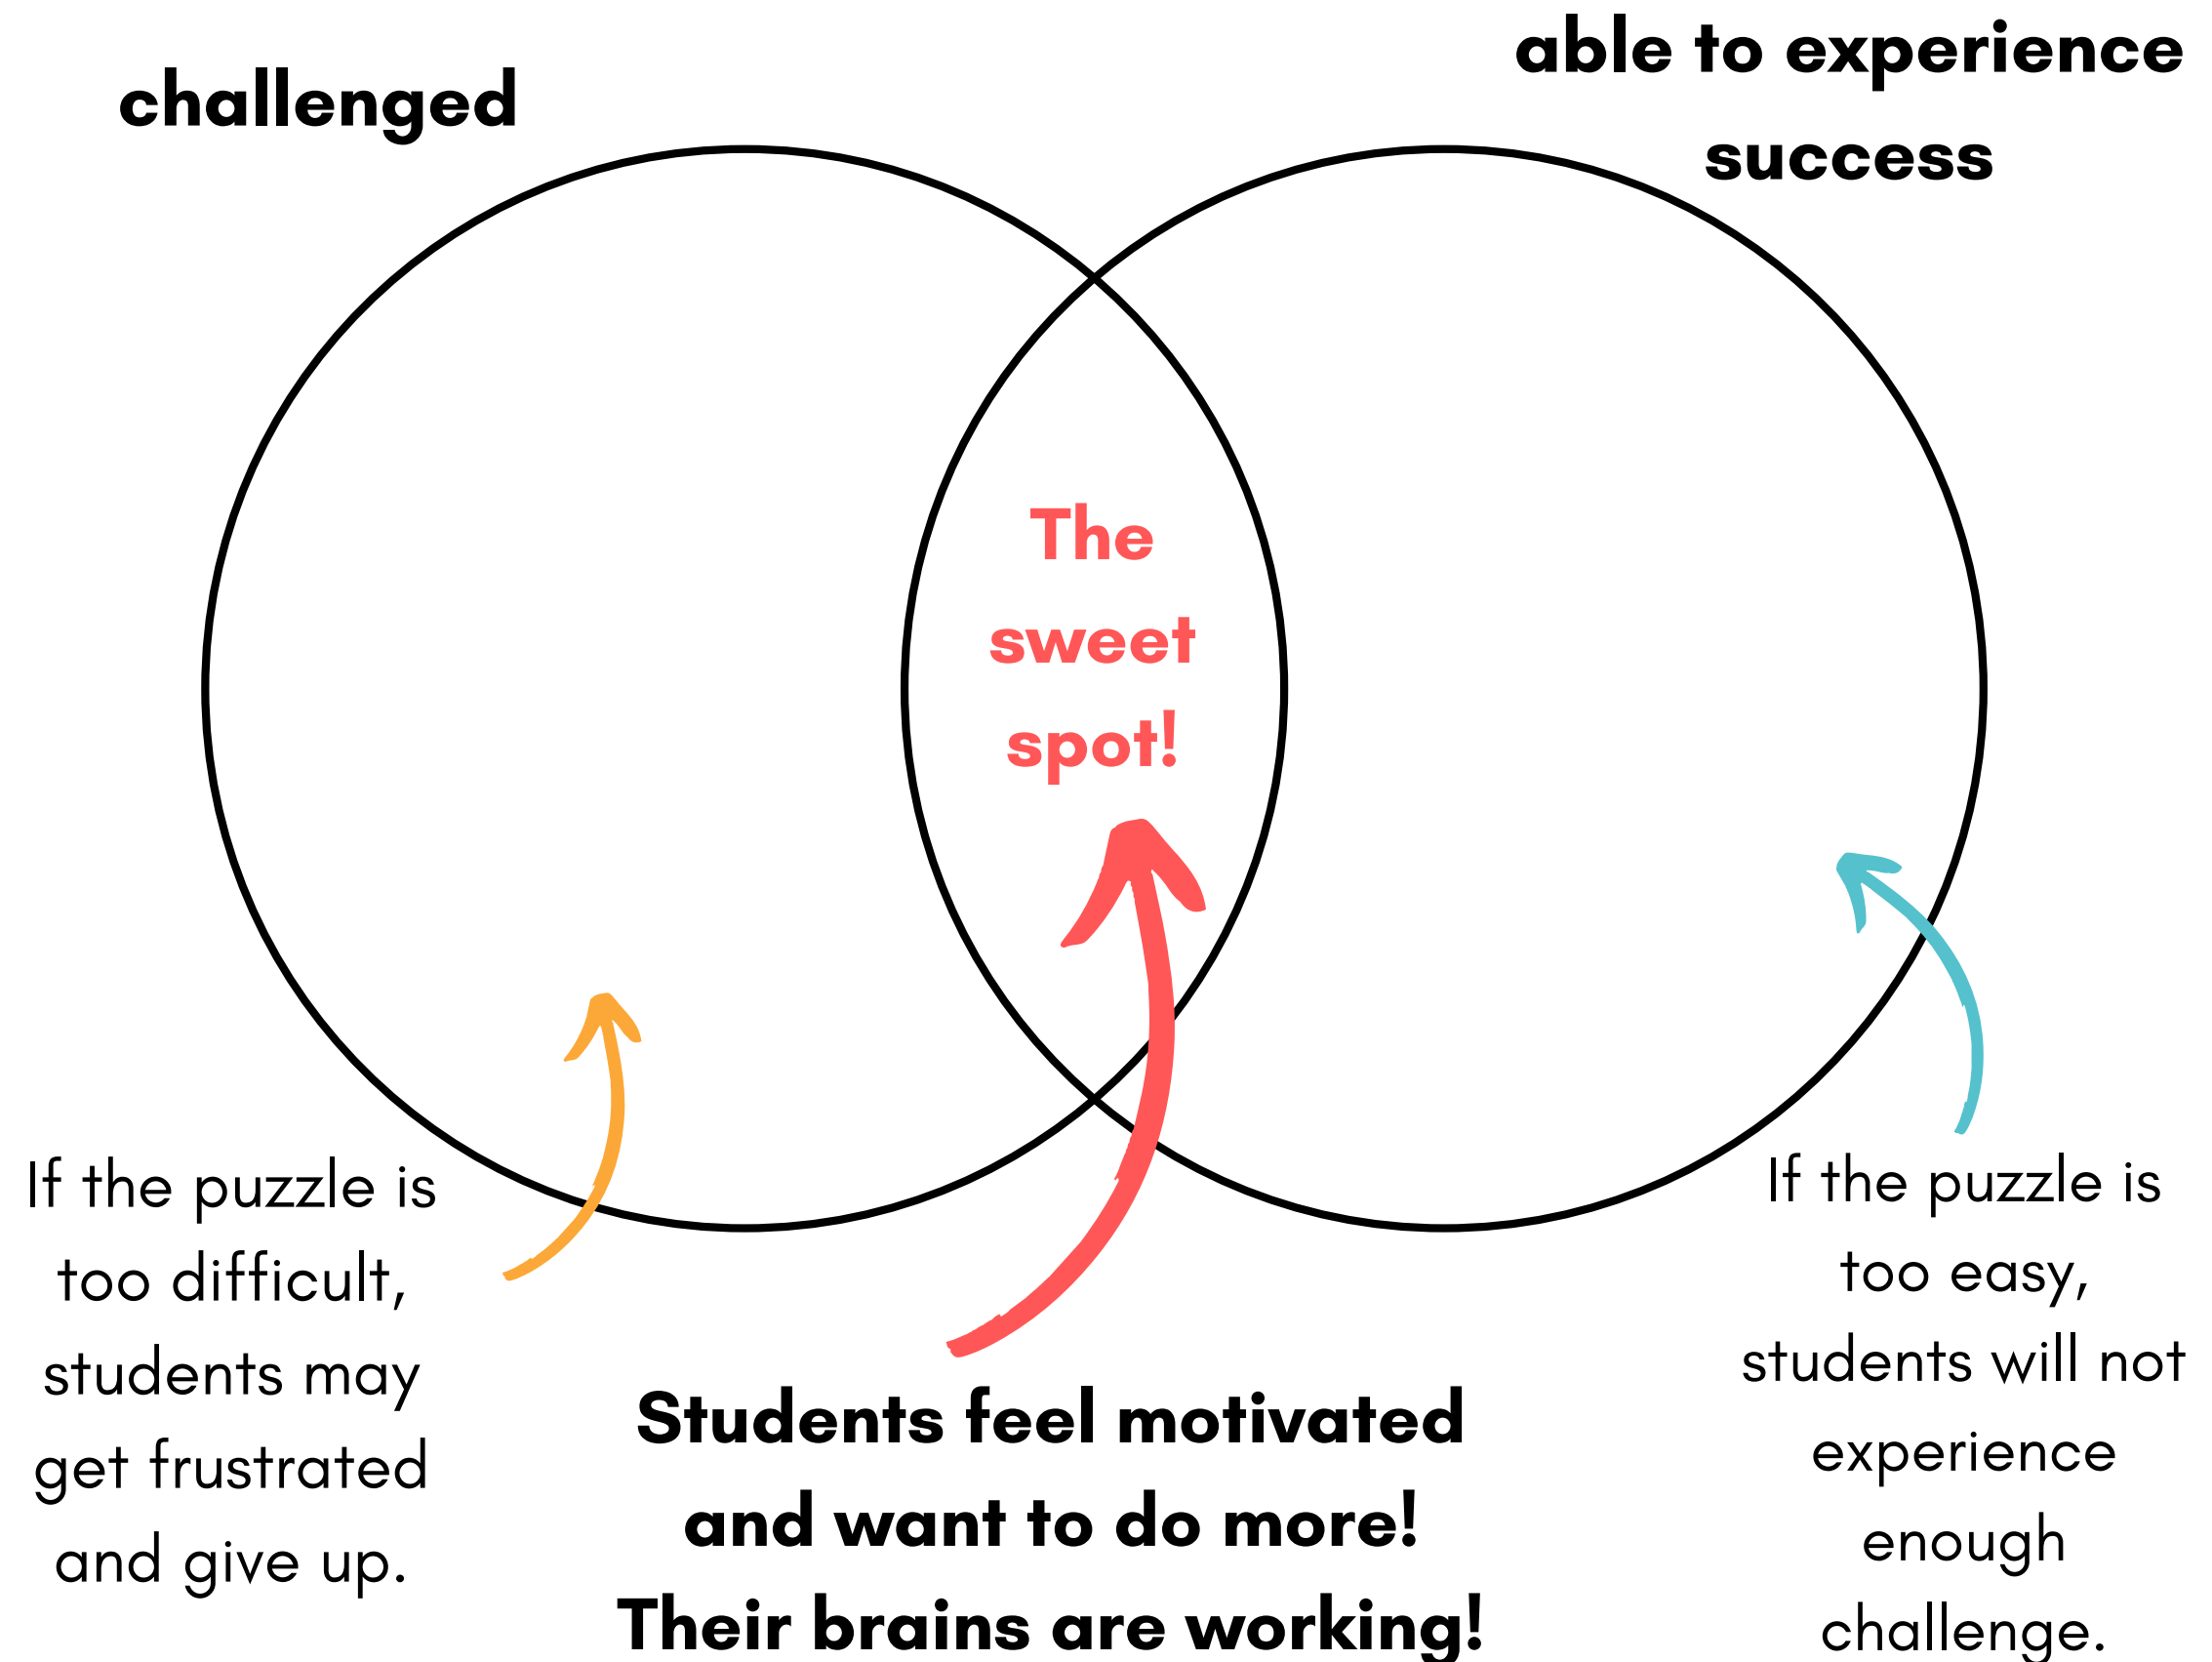 challenged
able to experience
success
The
sweet
spot!
If the puzzle is
too difficult,
students may
get frustrated
and give up.
Students feel motivated
and want to do more!
Their brains are working!
If the puzzle is
too easy,
students will not
experience
enough
challenge.